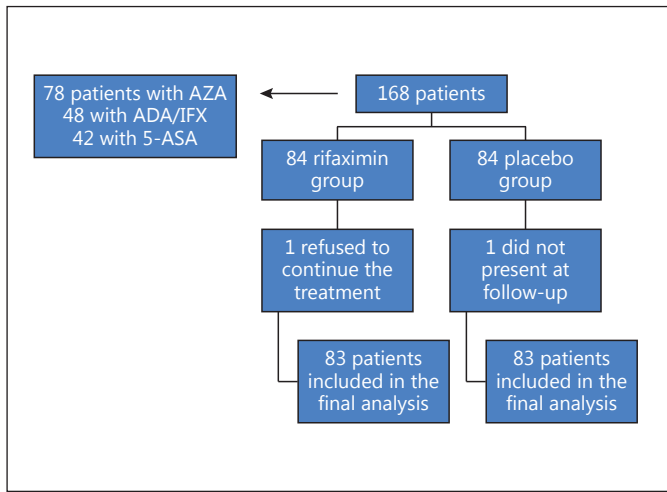 78 patients with AZA
48 with ADA/IFX
42 with 5-ASA
168 patients
84 rifaximin
group
84 placebo
group
1 refused to
continue the
treatment
1 did not
present at
follow-up
83 patients
included in the
final analysis
83 patients
included in the
final analysis